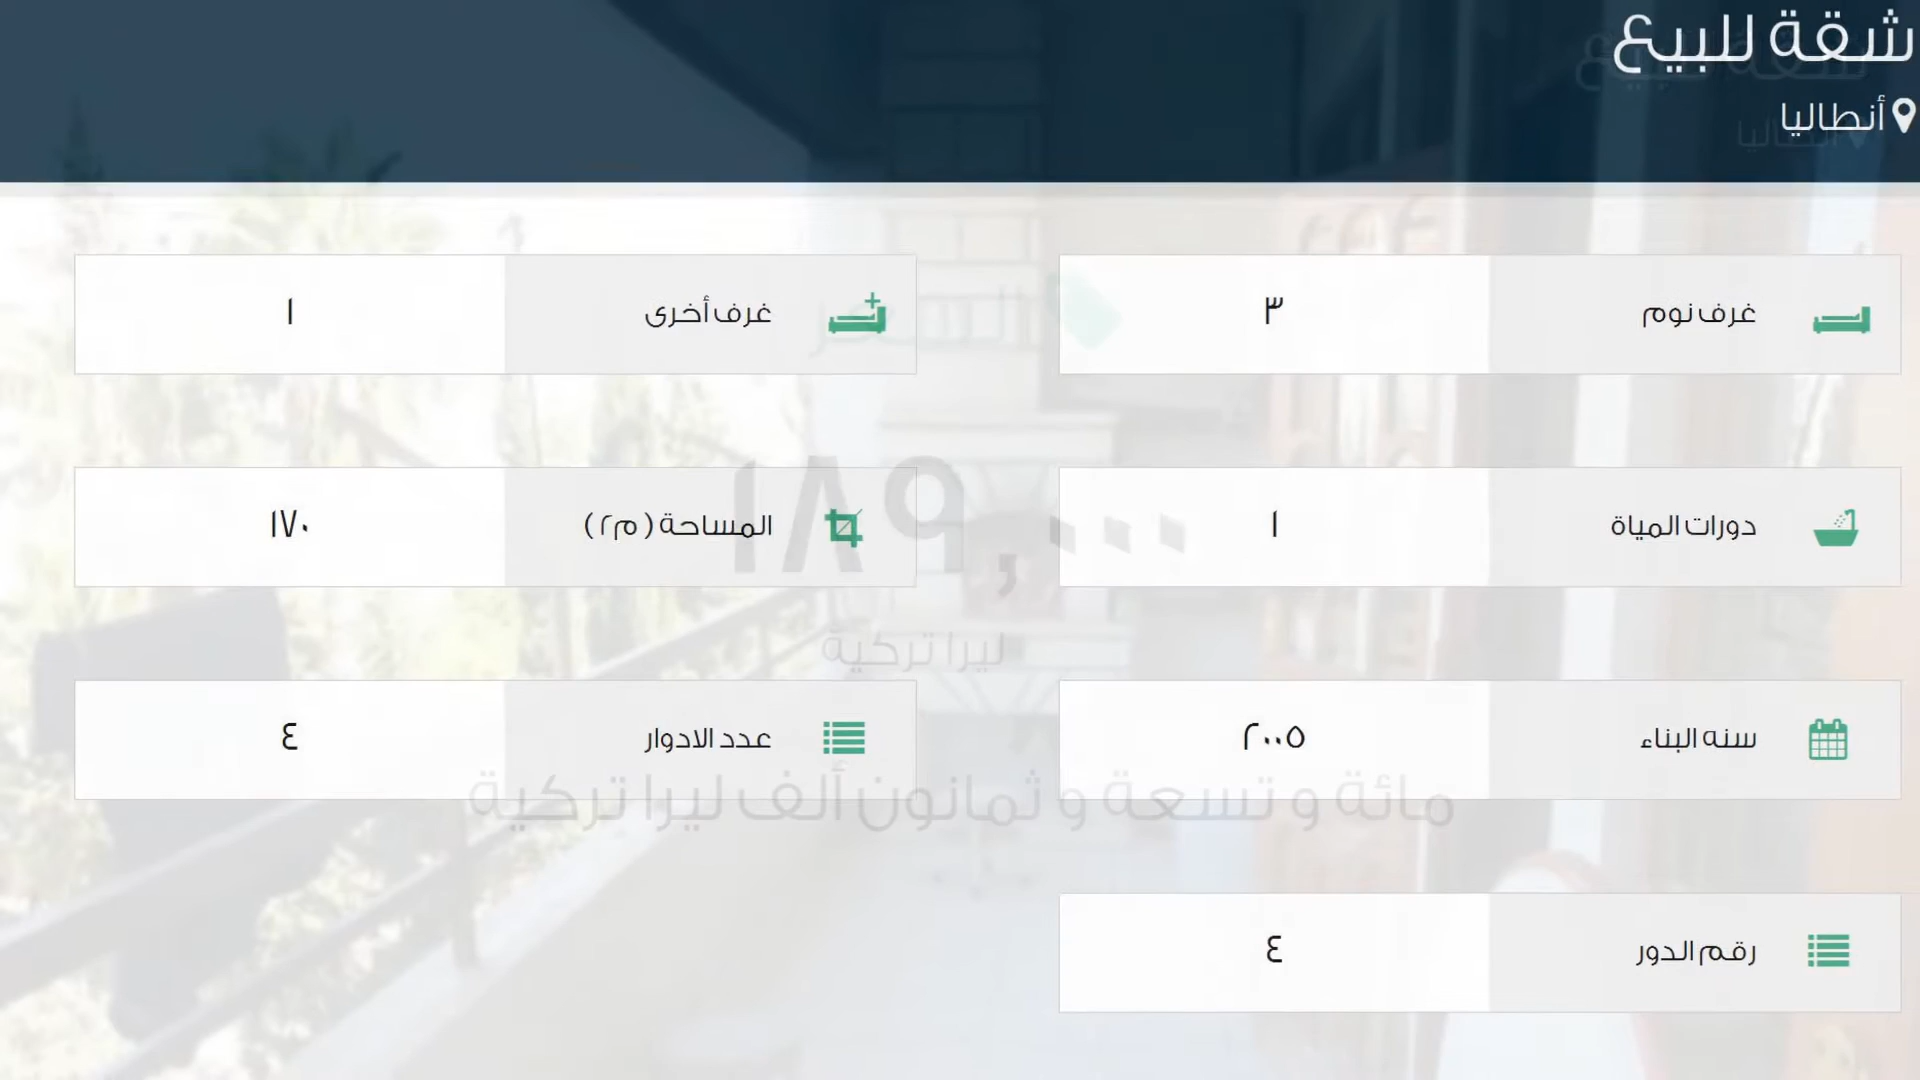 شقة للبيع
أنطاليا
غرف نوم
٣
غرف أخرى
١
السعر
دورات المياة
١
المساحة (م٢)
١٧٠
١٨٩,٠٠٠
ليرا تركية
سنه البناء
٢٠٠٥
عدد الادوار
٤
مائة و تسعة و ثمانون ألف ليرا تركية
رقم الدور
٤